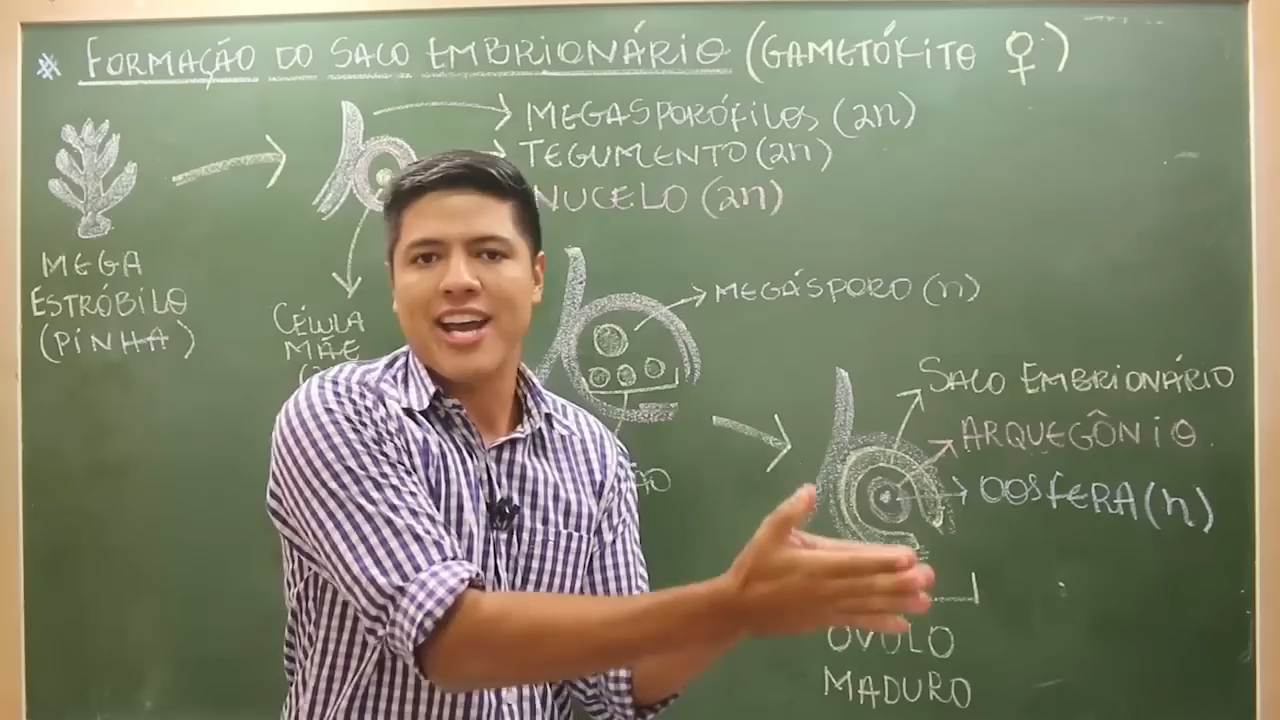 * FORMAÇÃO DO SACO EMBRIONÁRIO (GAMETÓFITO ♀)
MEGASPORÓFILOS (2n)
TEGUMENTO (2n)
NUCELO (2n)
MEGA
ESTRÓBILO
(PINHA)
CÉLULA
MÃE
MEGÁSPORO (n)
SACO EMBRIONÁRIO
ARQUEGÔNIO
OOSFERA (n)
ÓVULO
MADURO